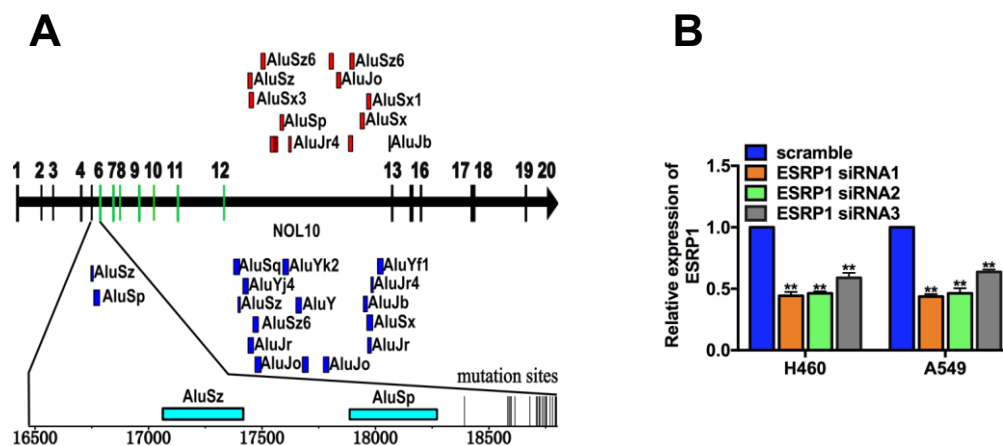 A
AluSz6 AluSz6
AluSz AluJo
AluSx3 AluSx1
AluSp AluSx
AluJr4 AluJb
1 2 3 4 6 78 9 10 11 12 13 16 17 18 19 20
NOL10
AluSz
AluSp
AluSq AluYk2 AluYf1
AluYj4 AluJr4
AluSz AluY AluJb
AluSz6 AluSx
AluJr AluJr
AluJo AluJo
mutation sites
AluSz AluSp
16500 17000 17500 18000 18500
B
scramble
ESRP1 siRNA1
ESRP1 siRNA2
ESRP1 siRNA3
Relative expression of
ESRP1
1.5
1.0
0.5
0.0
** ** ** ** ** **
H460 A549